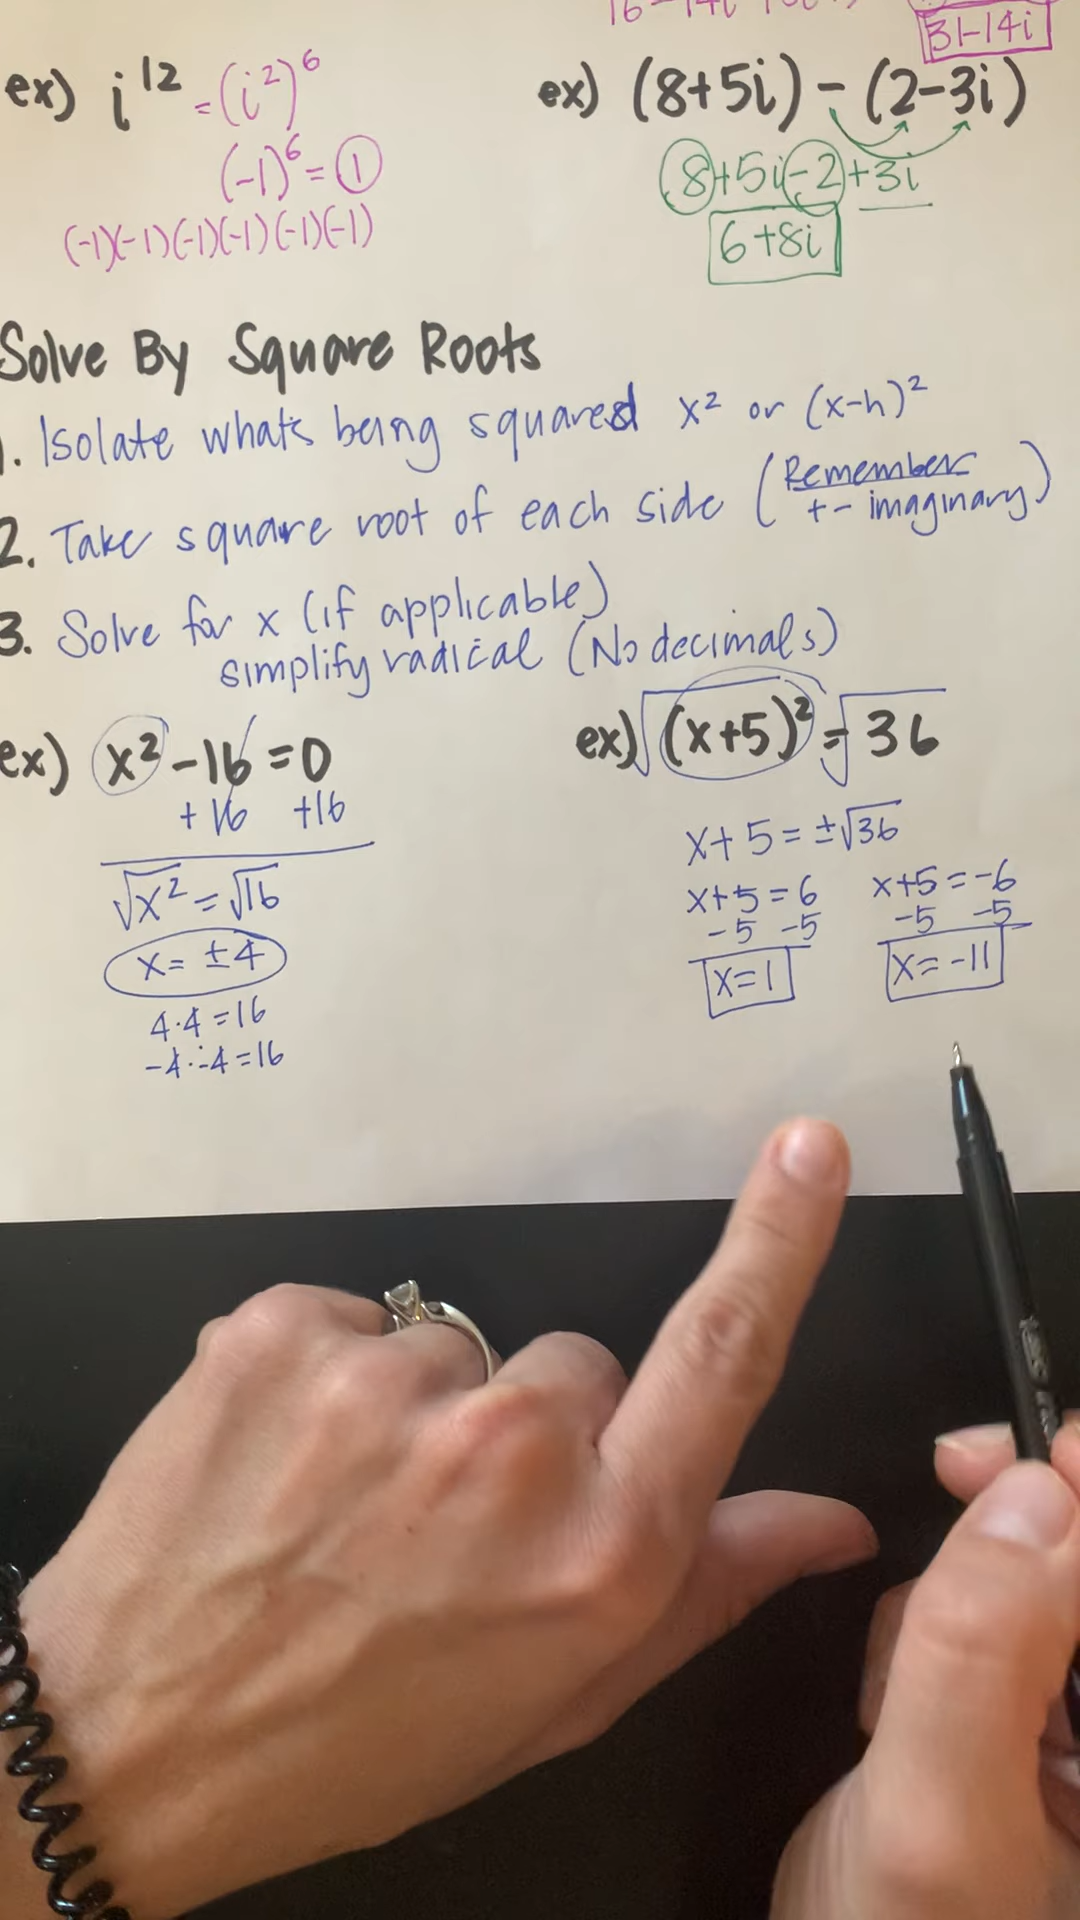 31-14i
ex) i^12 = (i²)^6
(-1)^6 = 1
(-1)(-1)(-1)(-1)(-1)(-1)
ex) (8+5i) - (2-3i)
8+5i-2+3i
6+8i
Solve By Square Roots
1. Isolate what's being squared x² or (x-h)²
2. Take square root of each side (Remember + - imaginary)
3. Solve for x (if applicable)
simplify radical (No decimals)
ex) x² -16 = 0
+16 +16
√x² = √16
x = ±4
4·4 = 16
-4·-4 = 16
ex) √(x+5)² = √36
x+5 = ±√36
x+5 = 6
-5 -5
x=1
x+5 = -6
-5 -5
x= -11